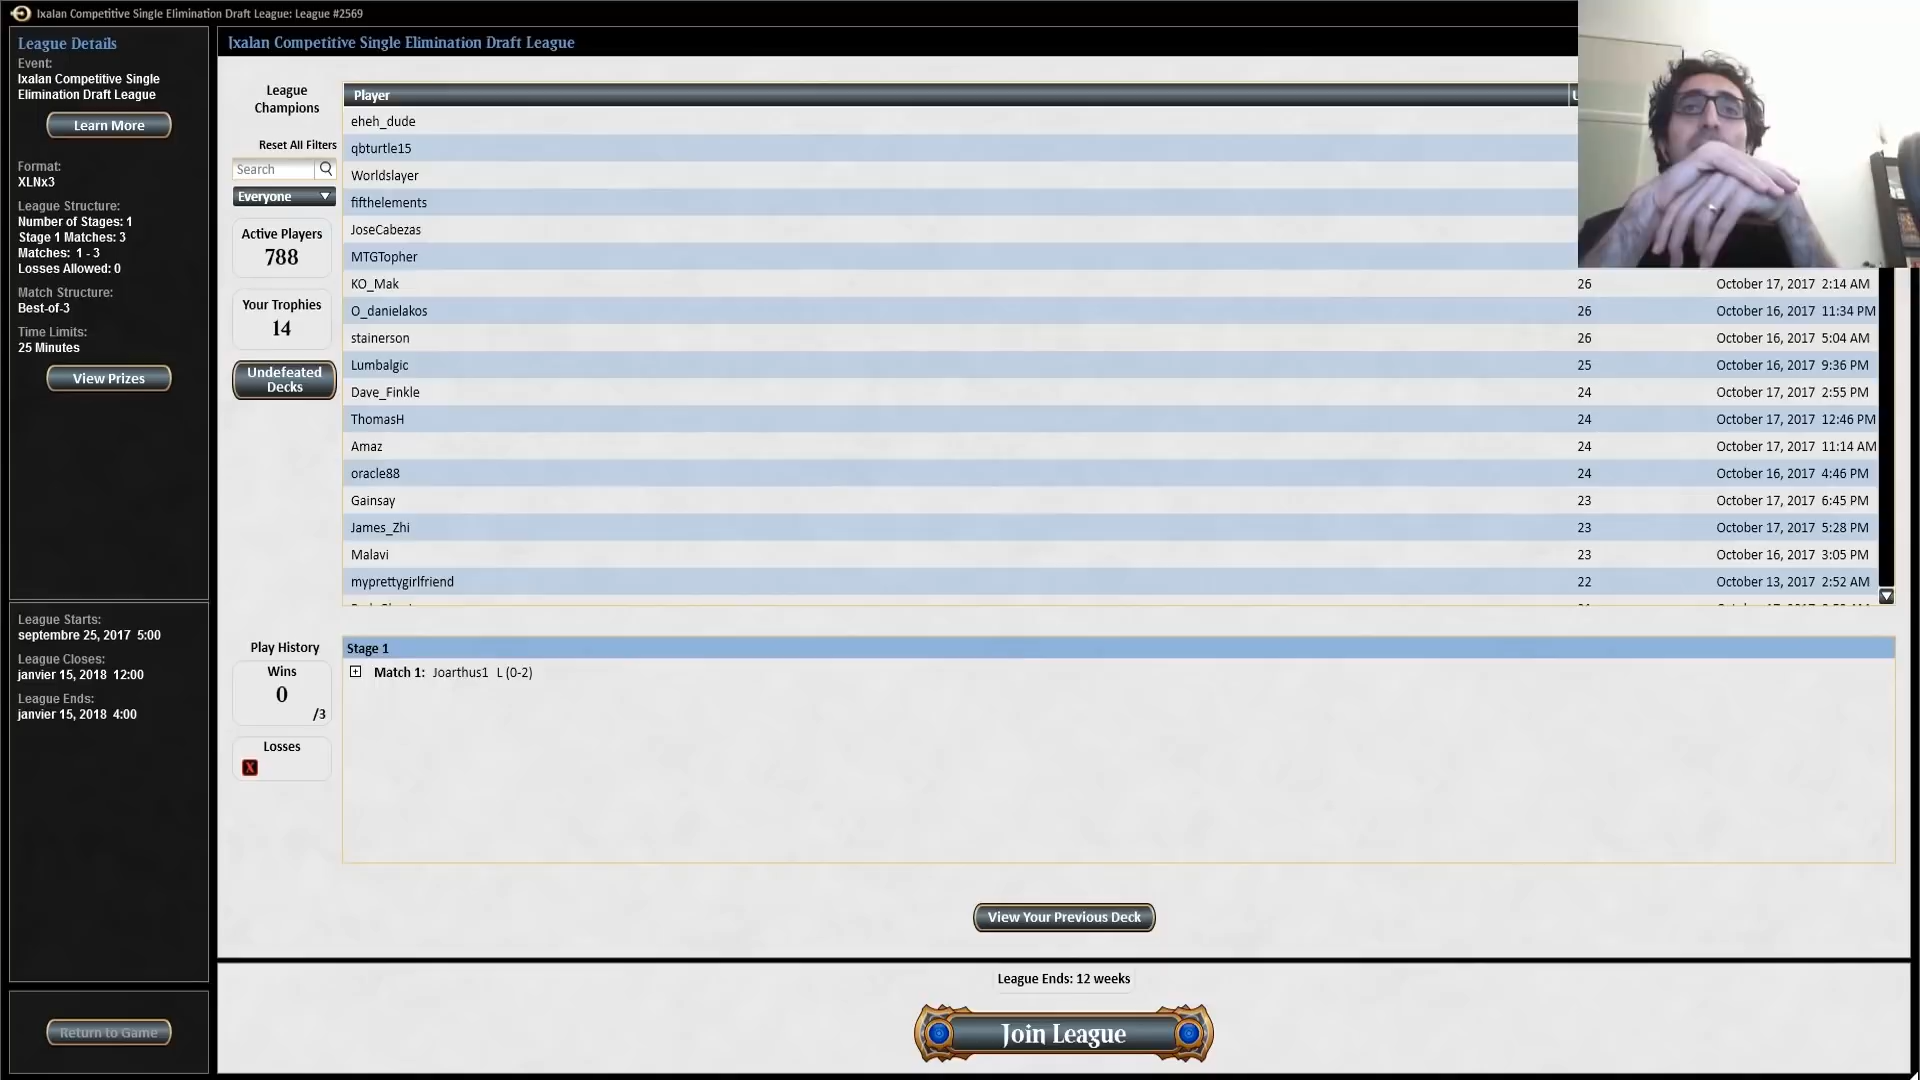 Ixalan Competitive Single Elimination Draft League: League #2569
League Details
Event:
Ixalan Competitive Single
Elimination Draft League
Learn More
Format:
XLNx3
League Structure:
Number of Stages: 1
Stage 1 Matches: 3
Matches: 1 - 3
Losses Allowed: 0
Match Structure:
Best-of-3
Time Limits:
25 Minutes
View Prizes
League Starts:
septembre 25, 2017 5:00
League Closes:
janvier 15, 2018 12:00
League Ends:
janvier 15, 2018 4:00
Return to Game
Ixalan Competitive Single Elimination Draft League
League
Champions
Reset All Filters
Search
Everyone
Active Players
788
Your Trophies
14
Undefeated
Decks
Player
eheh_dude
qbturtle15
Worldslayer
fifthelements
JoseCabezas
MTGTopher
KO_Mak 26 October 17, 2017 2:14 AM
O_danielakos 26 October 16, 2017 11:34 PM
stainerson 26 October 16, 2017 5:04 AM
Lumbalgic 25 October 16, 2017 9:36 PM
Dave_Finkle 24 October 17, 2017 2:55 PM
ThomasH 24 October 17, 2017 12:46 PM
Amaz 24 October 17, 2017 11:14 AM
oracle88 24 October 16, 2017 4:46 PM
Gainsay 23 October 17, 2017 6:45 PM
James_Zhi 23 October 17, 2017 5:28 PM
Malavi 23 October 16, 2017 3:05 PM
myprettygirlfriend 22 October 13, 2017 2:52 AM
Play History
Wins
0
/3
Losses
X
Stage 1
Match 1: Joarthus1 L (0-2)
View Your Previous Deck
League Ends: 12 weeks
Join League